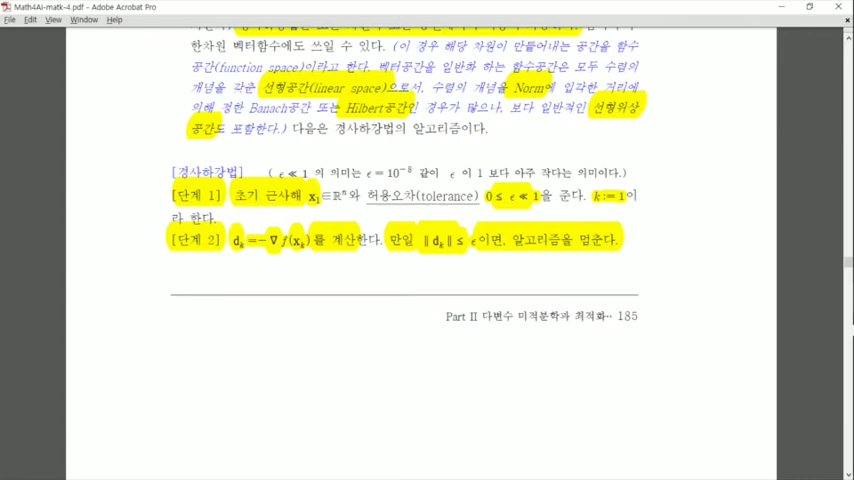 Math4AI-matk-4.pdf - Adobe Acrobat Pro
File Edit View Window Help
한차원 벡터함수에도 쓰일 수 있다. (이 경우 해당 차원이 만들어내는 공간을 함수
공간(function space)이라고 한다. 벡터공간을 일반화 하는 함수공간은 모두 수렴의
개념을 갖춘 선형공간(linear space)으로서, 수렴의 개념을 Norm에 입각한 거리에
의해 정한 Banach공간 또는 Hilbert공간인 경우가 많으나, 보다 일반적인 선형위상
공간도 포함한다.) 다음은 경사하강법의 알고리즘이다.
[경사하강법] ( ϵ ≪ 1 의 의미는 ϵ = 10⁻⁸ 같이 ϵ 이 1 보다 아주 작다는 의미이다.)
[단계 1] 초기 근사해 x₁∈ℝⁿ와 허용오차(tolerance) 0 ≤ ϵ ≪ 1을 준다. k := 1이
라 한다.
[단계 2] dₖ = −∇f(xₖ)를 계산한다. 만일 ‖dₖ‖ ≤ ϵ이면, 알고리즘을 멈춘다.
Part II 다변수 미적분학과 최적화·· 185